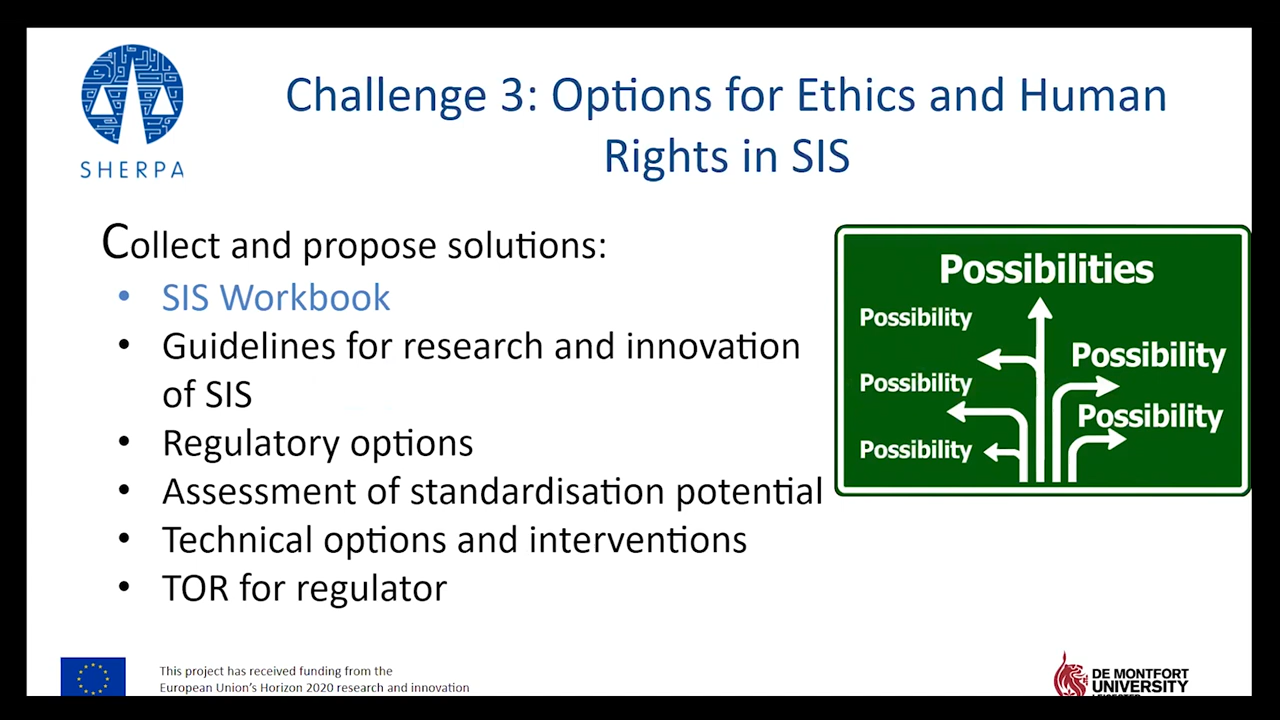 SHERPA
Challenge 3: Options for Ethics and Human
Rights in SIS
Collect and propose solutions:
• SIS Workbook
• Guidelines for research and innovation
of SIS
• Regulatory options
• Assessment of standardisation potential
• Technical options and interventions
• TOR for regulator
Possibilities
Possibility
Possibility
Possibility
Possibility
Possibility
This project has received funding from the
European Union's Horizon 2020 research and innovation
DE MONTFORT
UNIVERSITY